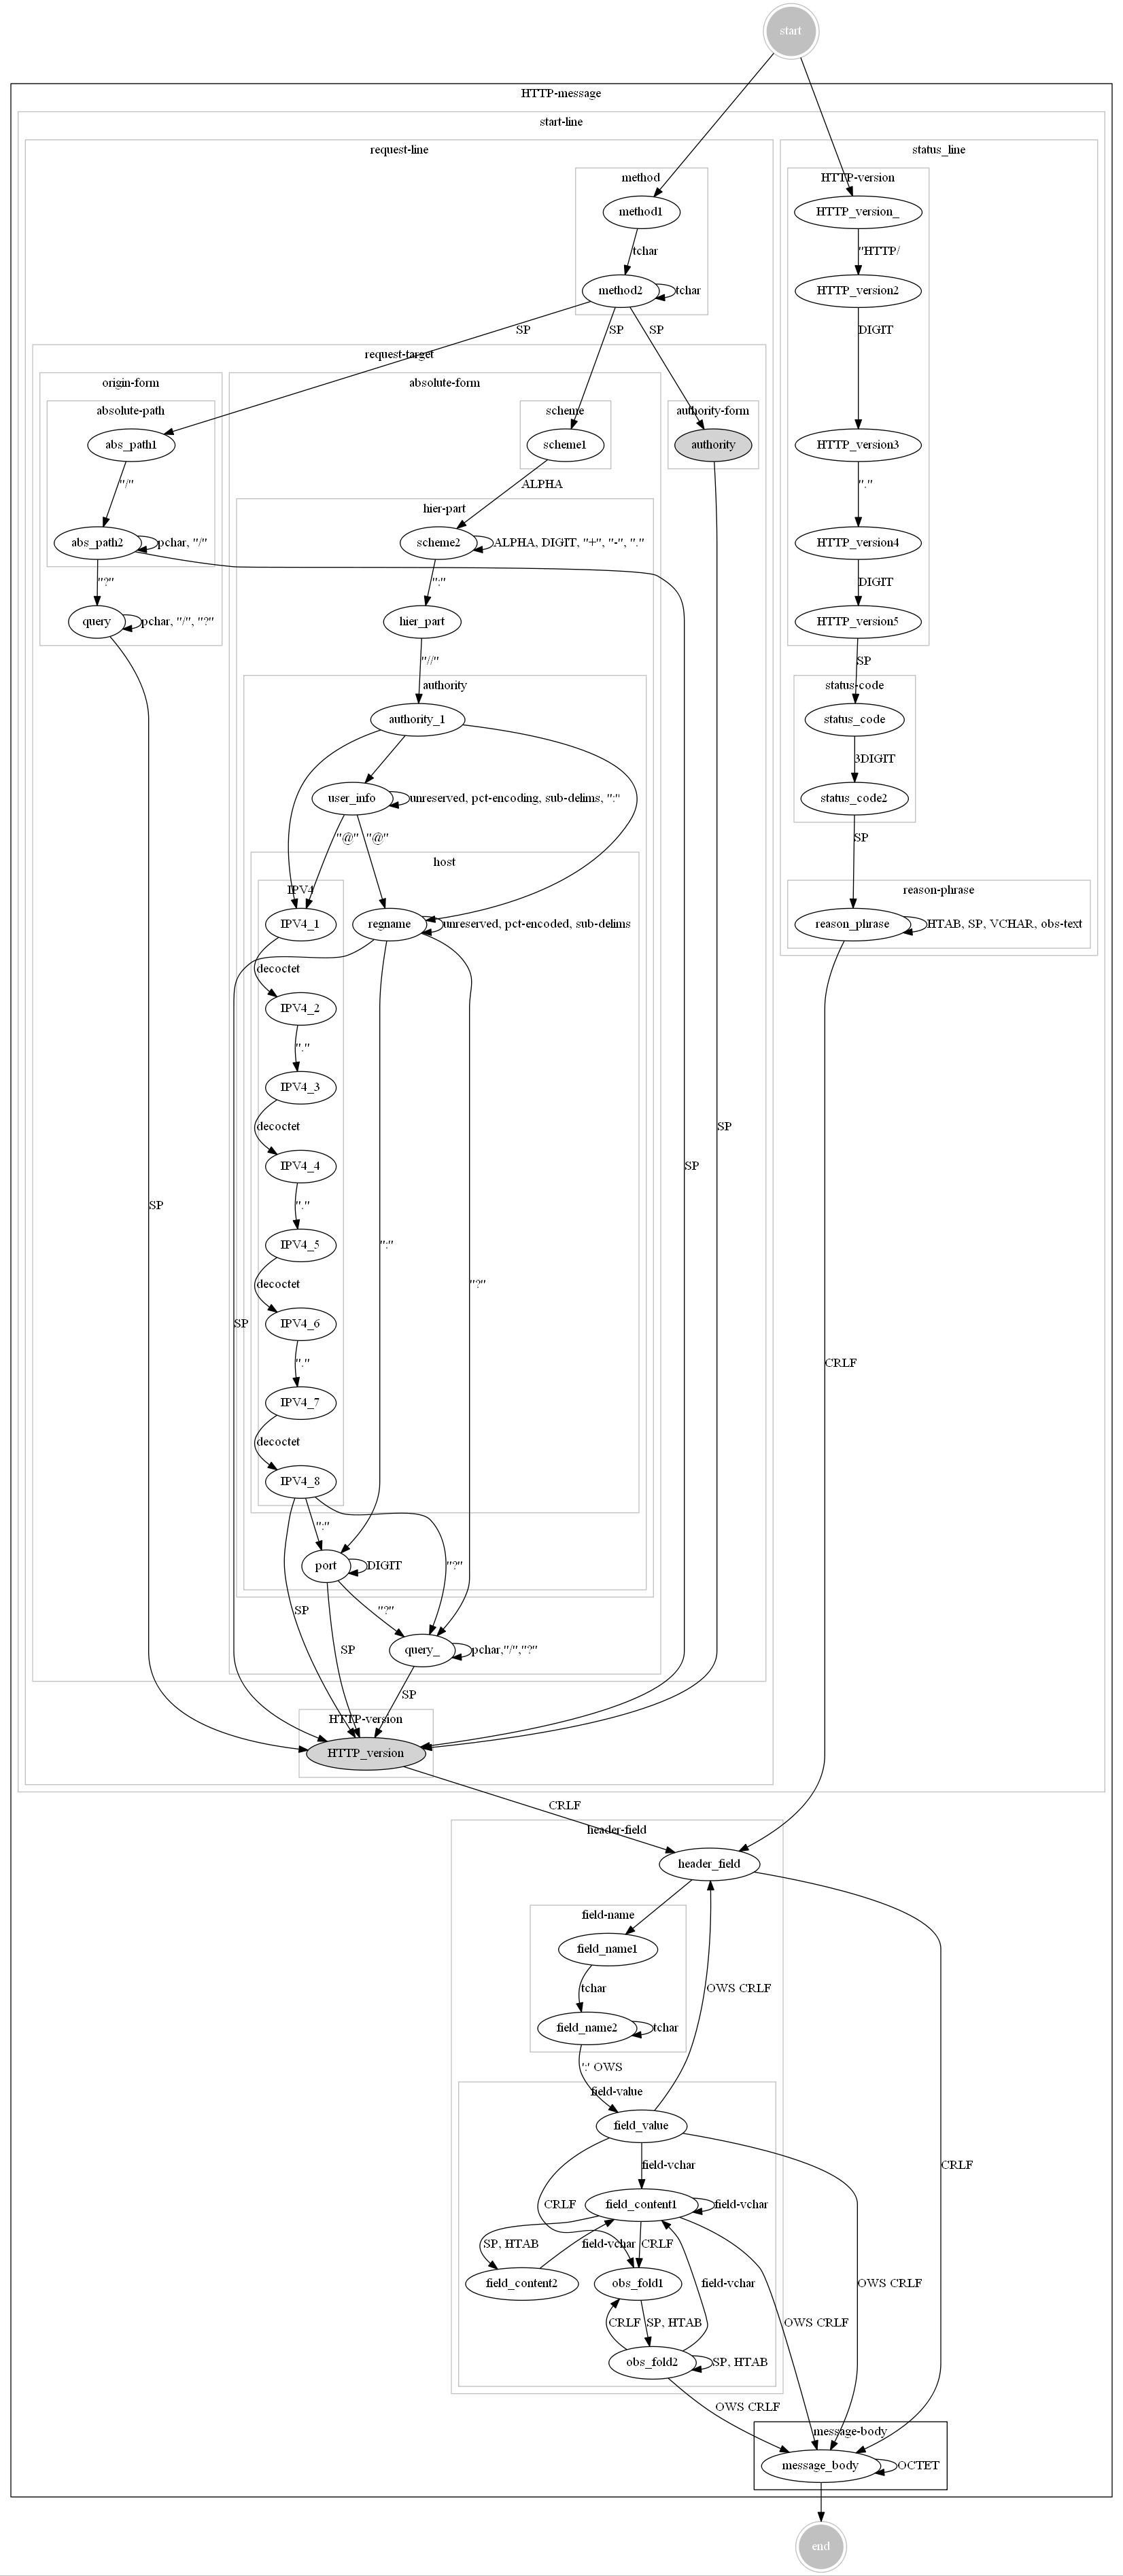 start
HTTP-message
start-line
request-line
status_line
method
HTTP-version
method1
HTTP_version_
tchar
"HTTP/
method2
tchar
HTTP_version2
SP
SP
SP
DIGIT
request-target
origin-form
absolute-form
absolute-path
scheme
authority-form
abs_path1
scheme1
authority
HTTP_version3
"/"
ALPHA
"."
hier-part
abs_path2
pchar, "/"
scheme2
ALPHA, DIGIT, "+", "-", "."
HTTP_version4
"?"
":"
DIGIT
query
pchar, "/", "?"
hier_part
HTTP_version5
"//"
SP
authority
status-code
authority_1
status_code
3DIGIT
user_info
unreserved, pct-encoding, sub-delims, ":"
status_code2
"@"
"@"
SP
host
IPV4
reason-phrase
IPV4_1
regname
unreserved, pct-encoded, sub-delims
reason_phrase
HTAB, SP, VCHAR, obs-text
decoctet
IPV4_2
"."
IPV4_3
decoctet
SP
IPV4_4
SP
"."
SP
IPV4_5
":"
decoctet
"?"
IPV4_6
SP
"."
CRLF
IPV4_7
decoctet
IPV4_8
":"
port
DIGIT
"?"
SP
"?"
SP
query_
pchar,"/","?"
SP
HTTP-version
HTTP_version
CRLF
header-field
header_field
field-name
field_name1
tchar
OWS CRLF
field_name2
tchar
':' OWS
field-value
field_value
field-vchar
CRLF
CRLF
field_content1
field-vchar
SP, HTAB
field-vchar
CRLF
field_content2
obs_fold1
field-vchar
OWS CRLF
CRLF
SP, HTAB
OWS CRLF
obs_fold2
SP, HTAB
OWS CRLF
message-body
message_body
OCTET
end